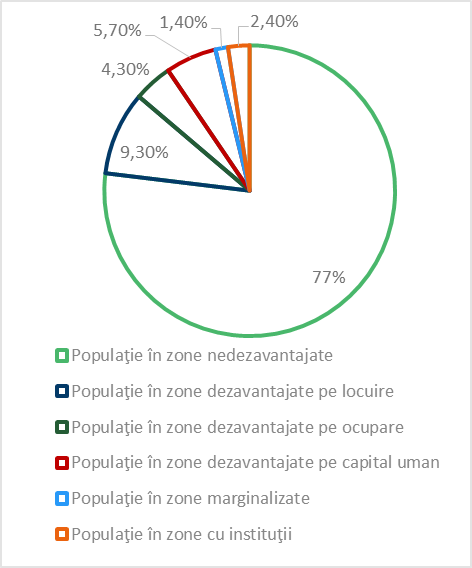 1,40%
2,40%
5,70%
4,30%
9,30%
77%
Populaţie în zone nedezavantajate
Populaţie în zone dezavantajate pe locuire
Populaţie în zone dezavantajate pe ocupare
Populaţie în zone dezavantajate pe capital uman
Populaţie în zone marginalizate
Populaţie în zone cu instituţii